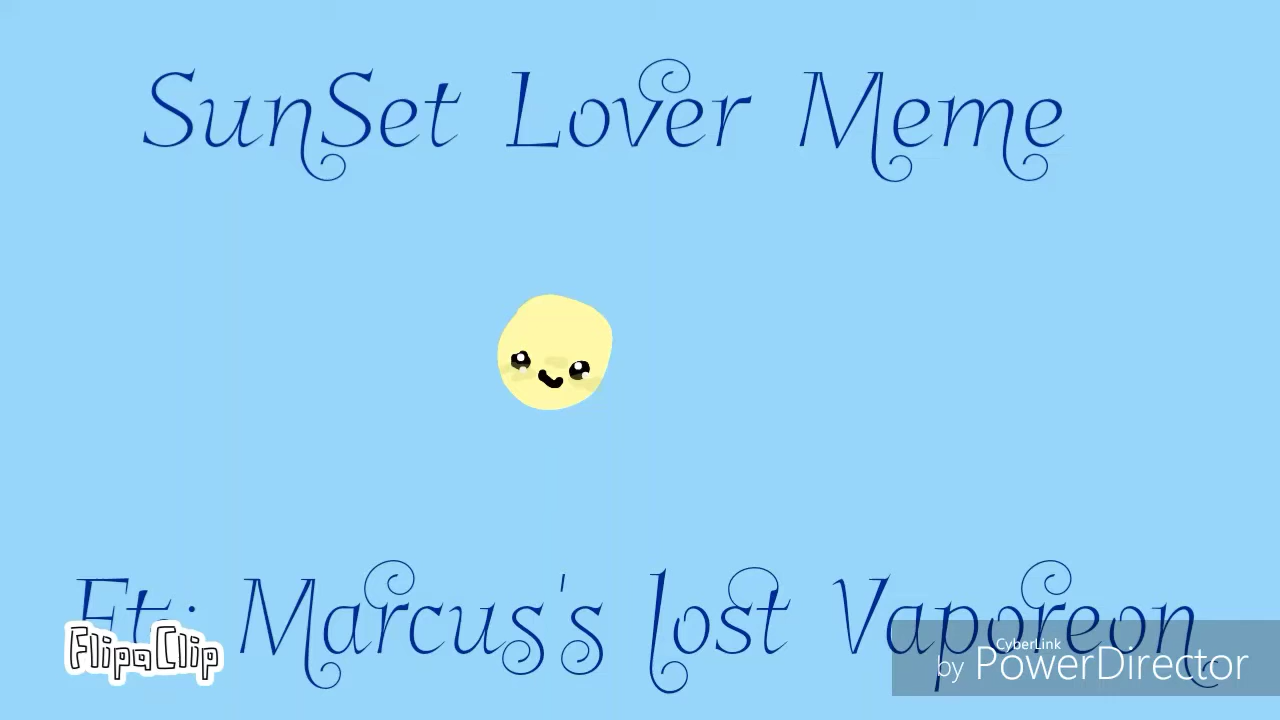 SunSet Lover Meme
Ft: Marcus's lost Vaporeon
FlipaClip
CyberLink
by PowerDirector